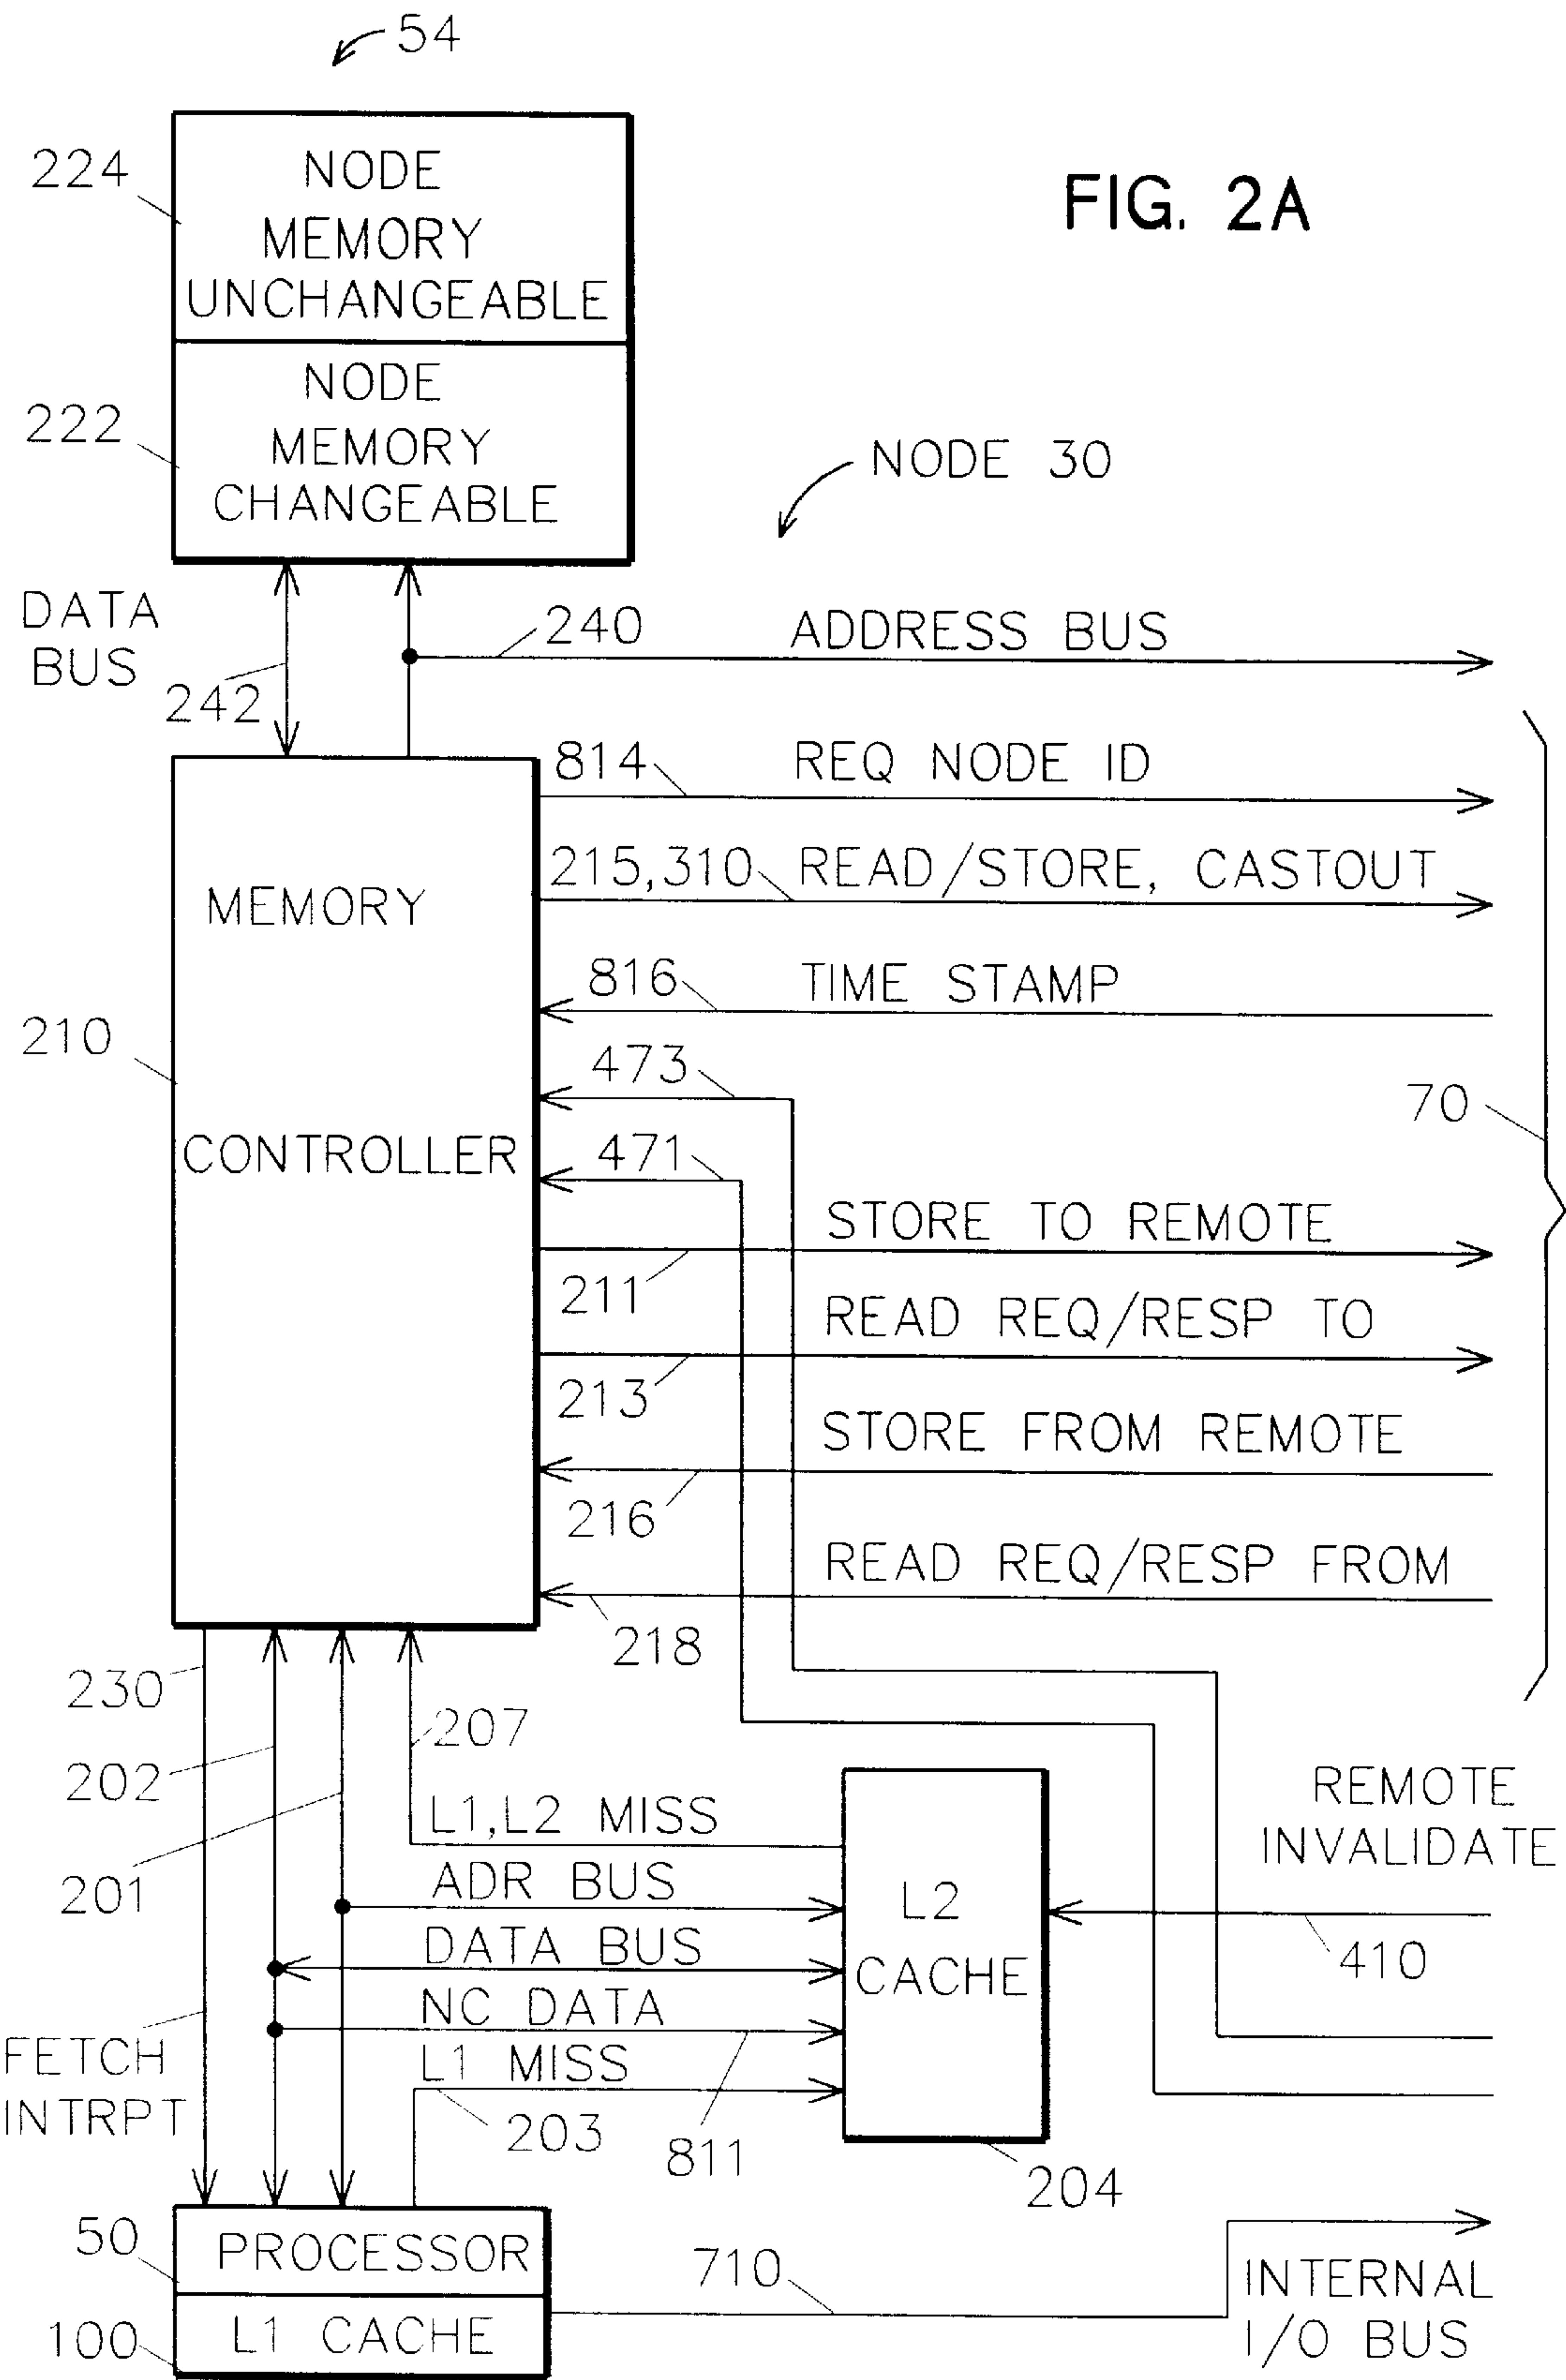 54
FIG. 2A
224
NODE
MEMORY
UNCHANGEABLE
222
NODE
MEMORY
CHANGEABLE
NODE 30
DATA
BUS
242
240
ADDRESS BUS
814
REQ NODE ID
215,310
READ/STORE, CASTOUT
816
TIME STAMP
210
MEMORY
CONTROLLER
473
471
70
STORE TO REMOTE
211
READ REQ/RESP TO
213
STORE FROM REMOTE
216
READ REQ/RESP FROM
218
230
202
201
207
L1,L2 MISS
ADR BUS
DATA BUS
NC DATA
L1 MISS
203
811
L2
CACHE
204
REMOTE
INVALIDATE
410
FETCH
INTRPT
50
PROCESSOR
100
L1 CACHE
710
INTERNAL
I/O BUS